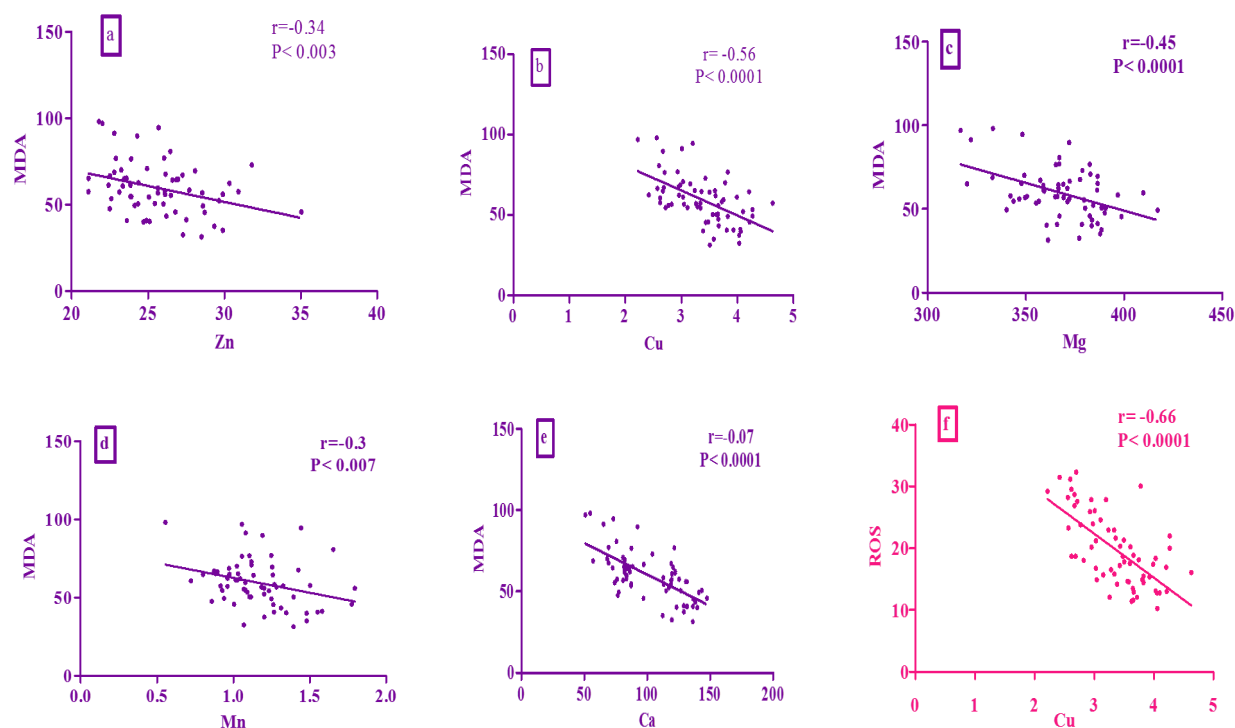 a
r=-0.34
P< 0.003
150
100
50
0
MDA
20 25 30 35 40
Zn
b
r= -0.56
P< 0.0001
150
100
50
0
MDA
0 1 2 3 4 5
Cu
c
r=-0.45
P< 0.0001
150
100
50
0
MDA
300 350 400 450
Mg
d
r=-0.3
P< 0.007
150
100
50
0
MDA
0.0 0.5 1.0 1.5 2.0
Mn
e
r=-0.07
P< 0.0001
150
100
50
0
MDA
0 50 100 150 200
Ca
f
r= -0.66
P< 0.0001
40
30
20
10
0
ROS
0 1 2 3 4 5
Cu